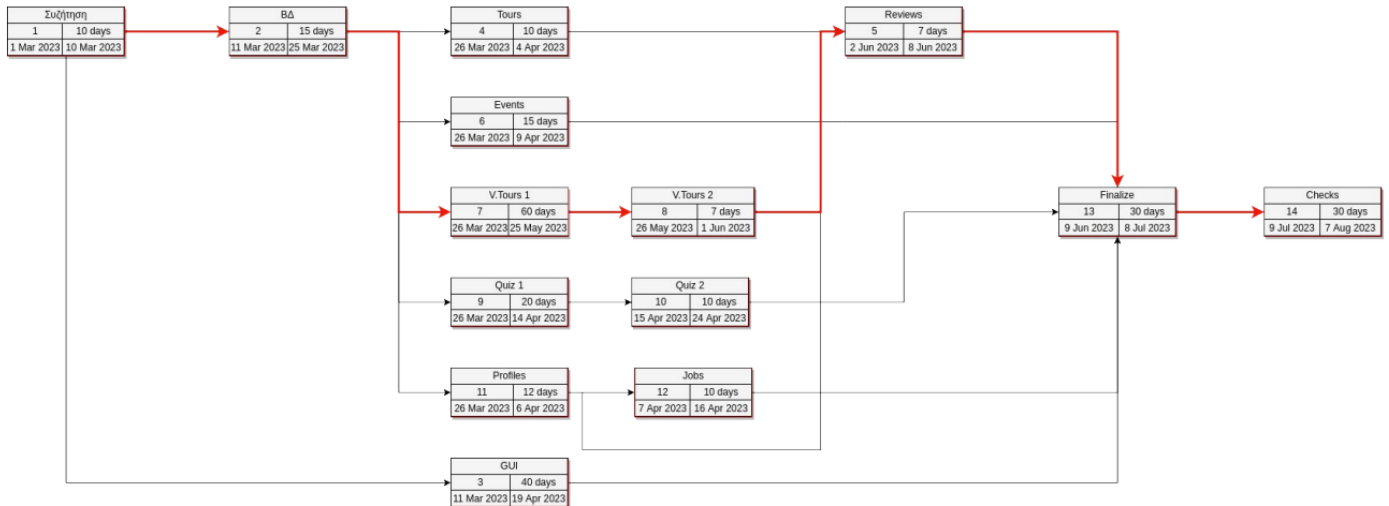 Συζήτηση
1 10 days
1 Mar 2023 10 Mar 2023
ΒΔ
2 15 days
11 Mar 2023 25 Mar 2023
Tours
4 10 days
26 Mar 2023 4 Apr 2023
Reviews
5 7 days
2 Jun 2023 8 Jun 2023
Events
6 15 days
26 Mar 2023 9 Apr 2023
V.Tours 1
7 60 days
26 Mar 2023 25 May 2023
V.Tours 2
8 7 days
26 May 2023 1 Jun 2023
Finalize
13 30 days
9 Jun 2023 8 Jul 2023
Checks
14 30 days
9 Jul 2023 7 Aug 2023
Quiz 1
9 20 days
26 Mar 2023 14 Apr 2023
Quiz 2
10 10 days
15 Apr 2023 24 Apr 2023
Profiles
11 12 days
26 Mar 2023 6 Apr 2023
Jobs
12 10 days
7 Apr 2023 16 Apr 2023
GUI
3 40 days
11 Mar 2023 19 Apr 2023